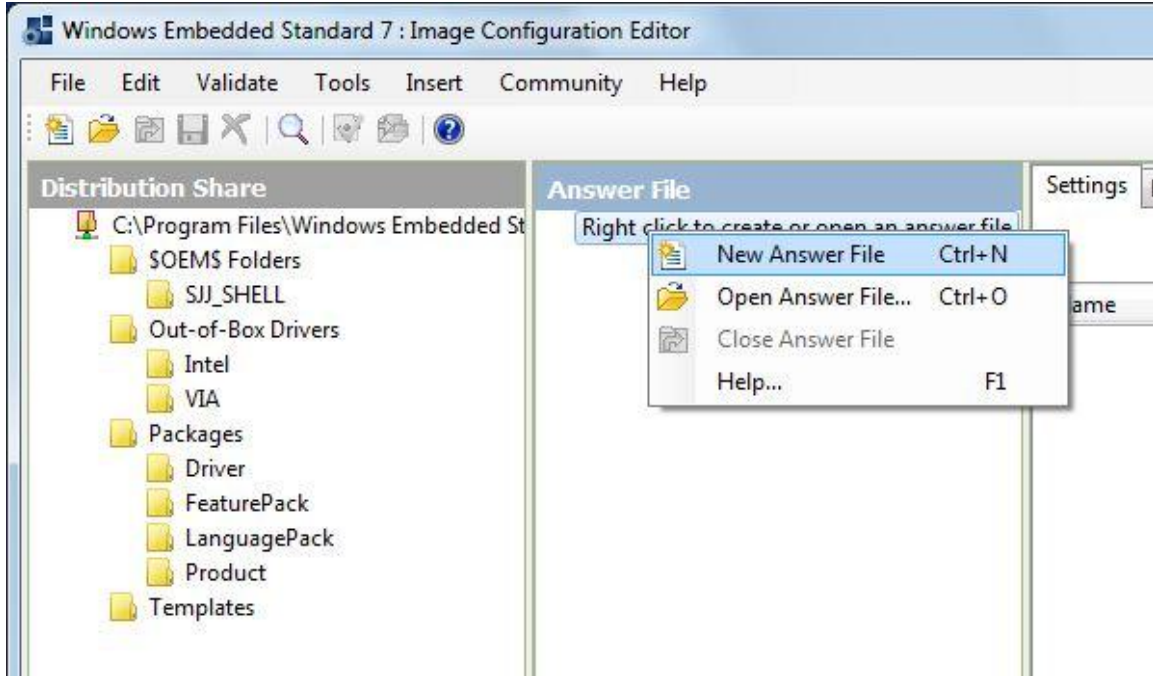 Windows Embedded Standard 7 : Image Configuration Editor
File Edit Validate Tools Insert Community Help
Distribution Share
C:\Program Files\Windows Embedded St
$OEM$ Folders
SJJ_SHELL
Out-of-Box Drivers
Intel
VIA
Packages
Driver
FeaturePack
LanguagePack
Product
Templates
Answer File
Right click to create or open an answer file
New Answer File Ctrl+N
Open Answer File... Ctrl+O
Close Answer File
Help... F1
Settings
ame